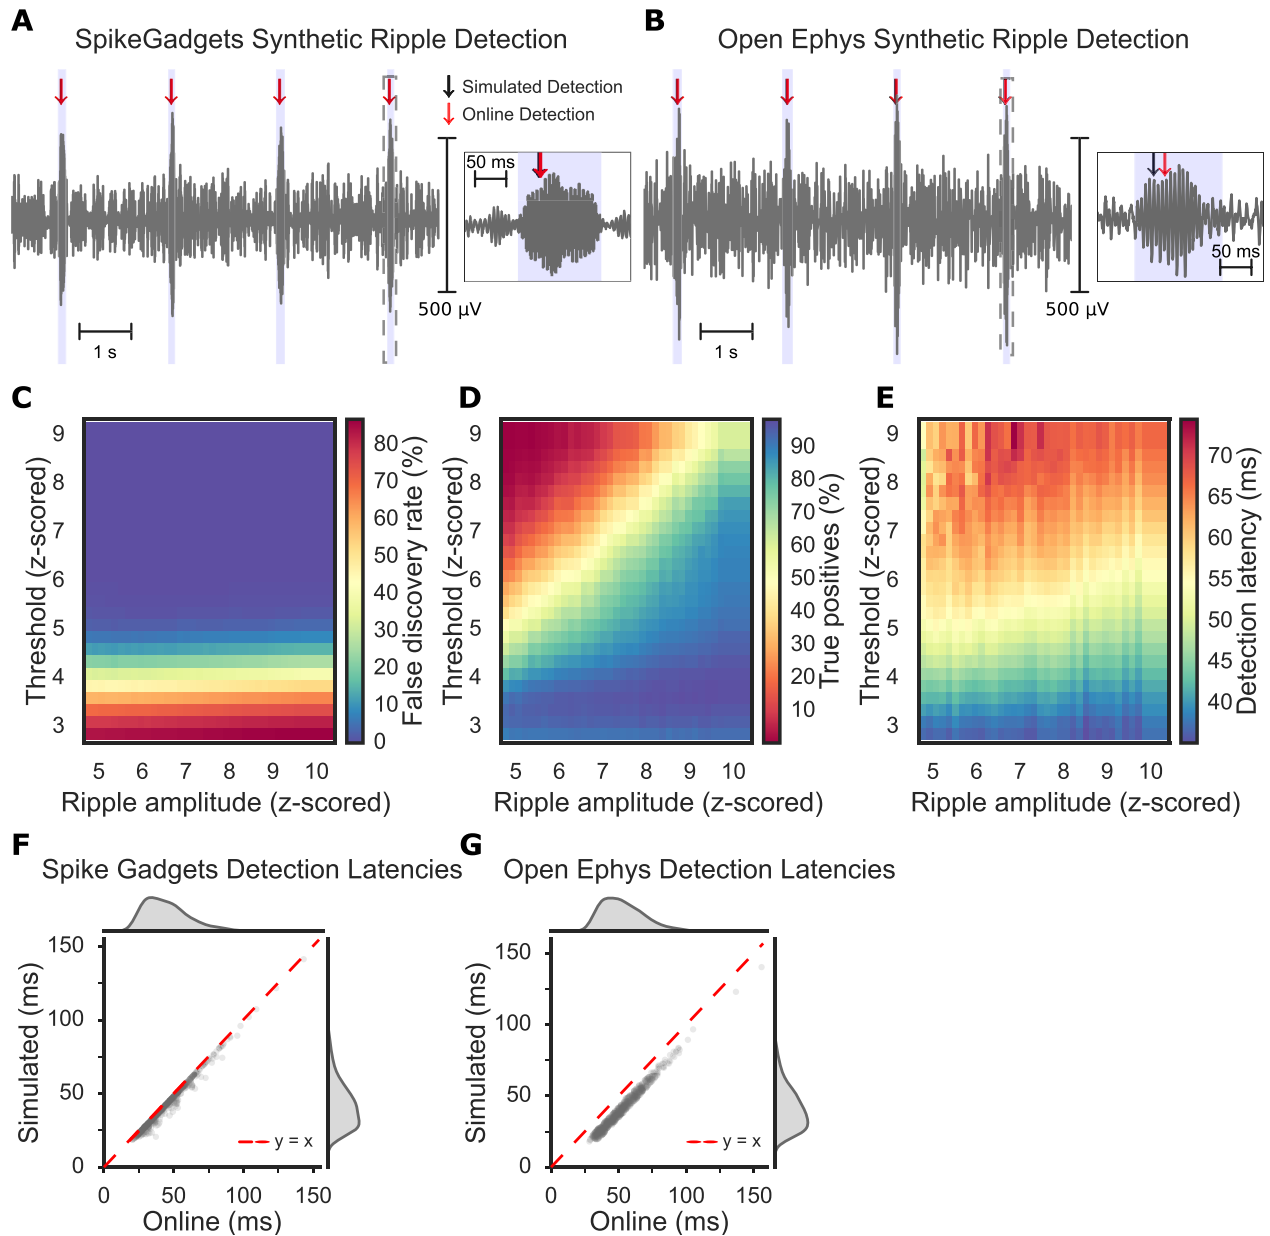 A
SpikeGadgets Synthetic Ripple Detection
B
Open Ephys Synthetic Ripple Detection
Simulated Detection
Online Detection
50 ms
500 μV
1 s
50 ms
500 μV
1 s
C
Threshold (z-scored)
9
8
7
6
5
4
3
5 6 7 8 9 10
Ripple amplitude (z-scored)
80
70
60
50
40
30
20
10
0
False discovery rate (%)
D
Threshold (z-scored)
9
8
7
6
5
4
3
5 6 7 8 9 10
Ripple amplitude (z-scored)
90
80
70
60
50
40
30
20
10
True positives (%)
E
Threshold (z-scored)
9
8
7
6
5
4
3
5 6 7 8 9 10
Ripple amplitude (z-scored)
70
65
60
55
50
45
40
Detection latency (ms)
F
Spike Gadgets Detection Latencies
Simulated (ms)
150
100
50
0
y = x
0 50 100 150
Online (ms)
G
Open Ephys Detection Latencies
Simulated (ms)
150
100
50
0
y = x
0 50 100 150
Online (ms)